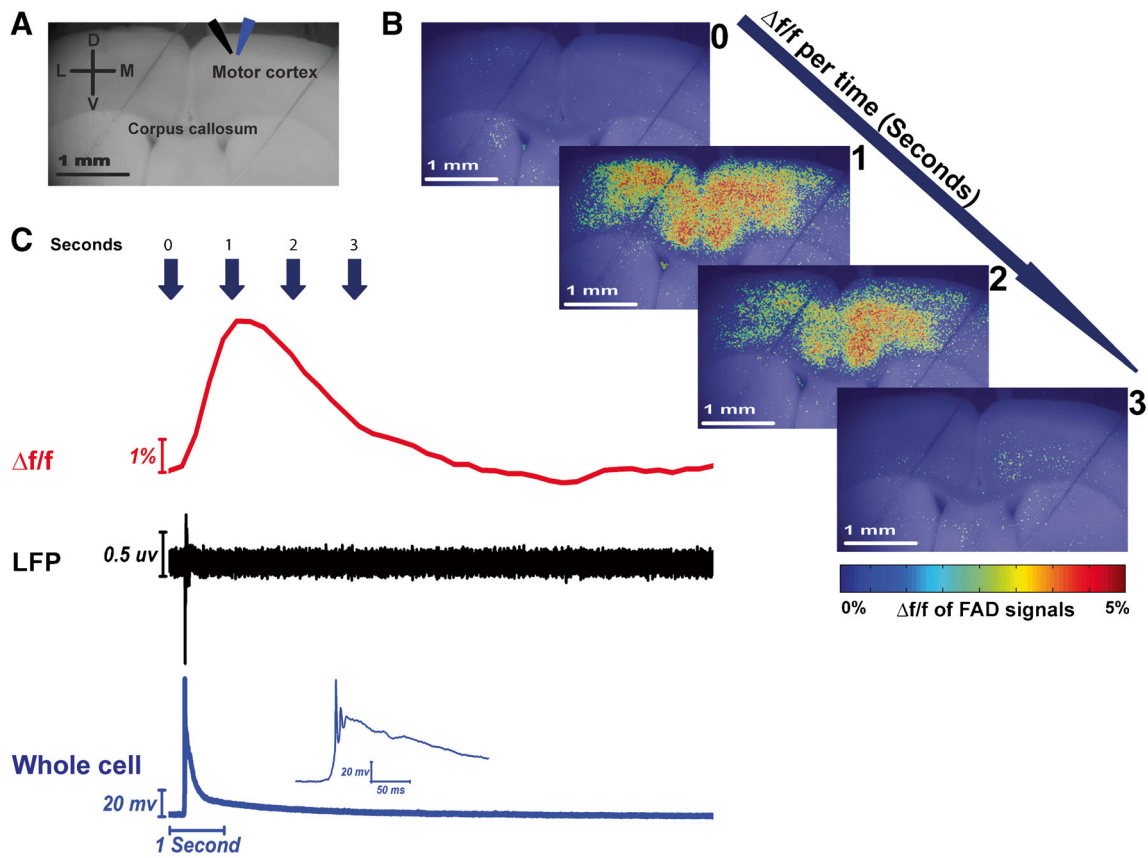 A
D
L M
V
Motor cortex
Corpus callosum
1 mm
B
0
1 mm
1
1 mm
2
1 mm
3
1 mm
Δf/f per time (Seconds)
0% Δf/f of FAD signals 5%
C
Seconds 0 1 2 3
Δf/f
1%
LFP
0.5 uv
Whole cell
20 mv
1 Second
20 mv
50 ms